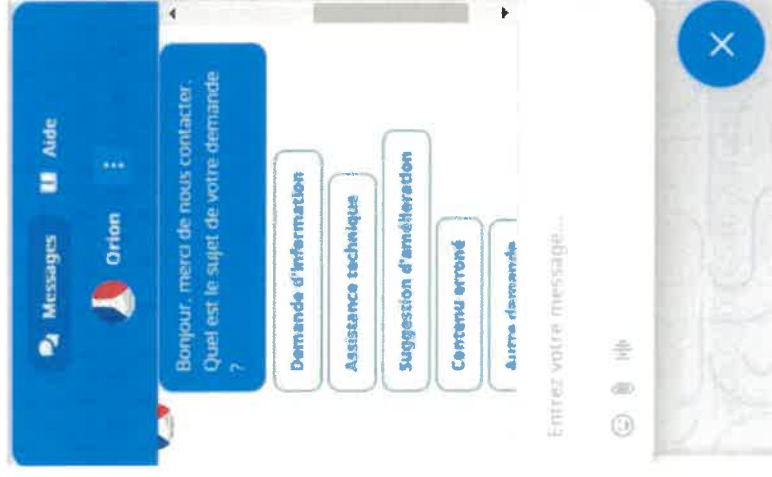 Messages
Aide
Orion
Bonjour, merci de nous contacter.
Quel est le sujet de votre demande
?
Demande d'information
Assistance technique
Suggestion d'amélioration
Contenu erroné
Autre demande
Entrez votre message...